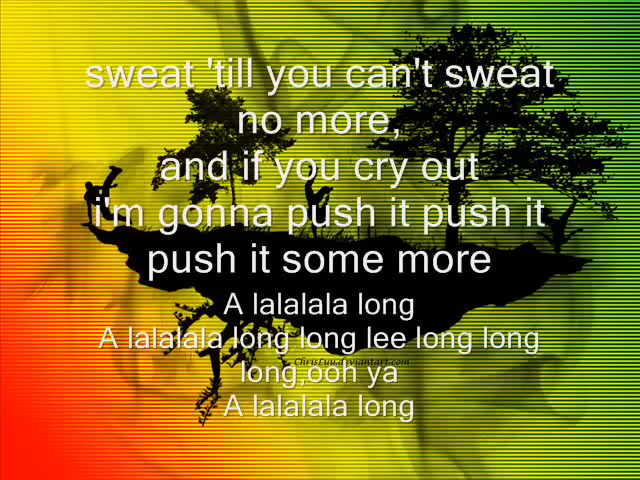 sweat 'till you can't sweat
no more,
and if you cry out
i'm gonna push it push it
push it some more
A lalalala long
A lalalala long long lee long long
ChrisLuu.deviantart.com
long,ooh ya
A lalalala long